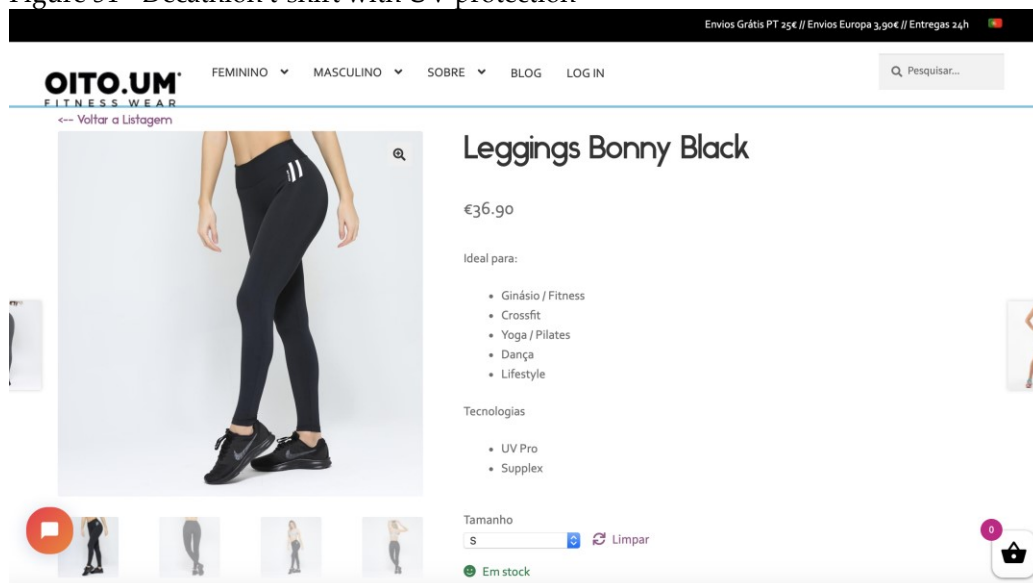 Figure 31 - Decathlon t-shirt with UV protection
Envios Grátis PT 25€ // Envios Europa 3,90€ // Entregas 24h
OITO.UM
FITNESS WEAR
FEMININO
MASCULINO
SOBRE
BLOG
LOG IN
Pesquisar...
<-- Voltar a Listagem
Leggings Bonny Black
€36.90
Ideal para:
Ginásio / Fitness
Crossfit
Yoga / Pilates
Dança
Lifestyle
Tecnologias
UV Pro
Supplex
Tamanho
S
Limpar
Em stock
0